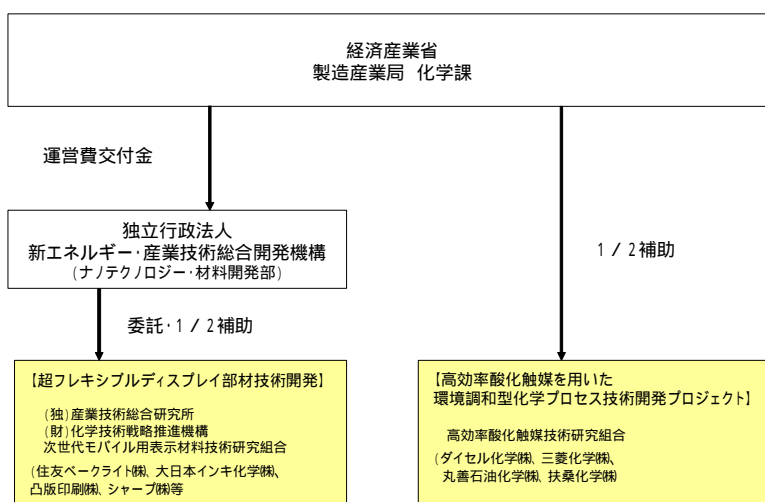 経済産業省
製造産業局 化学課
運営費交付金
独立行政法人
新エネルギー・産業技術総合開発機構
(ナノテクノロジー・材料開発部)
1/2補助
委託・1/2補助
【超フレキシブルディスプレイ部材技術開発】
(独)産業技術総合研究所
(財)化学技術戦略推進機構
次世代モバイル用表示材料技術研究組合
(住友ベークライト㈱、大日本インキ化学㈱、
凸版印刷㈱、シャープ㈱等
【高効率酸化触媒を用いた
環境調和型化学プロセス技術開発プロジェクト】
高効率酸化触媒技術研究組合
(ダイセル化学㈱、三菱化学㈱、
丸善石油化学㈱、扶桑化学㈱)